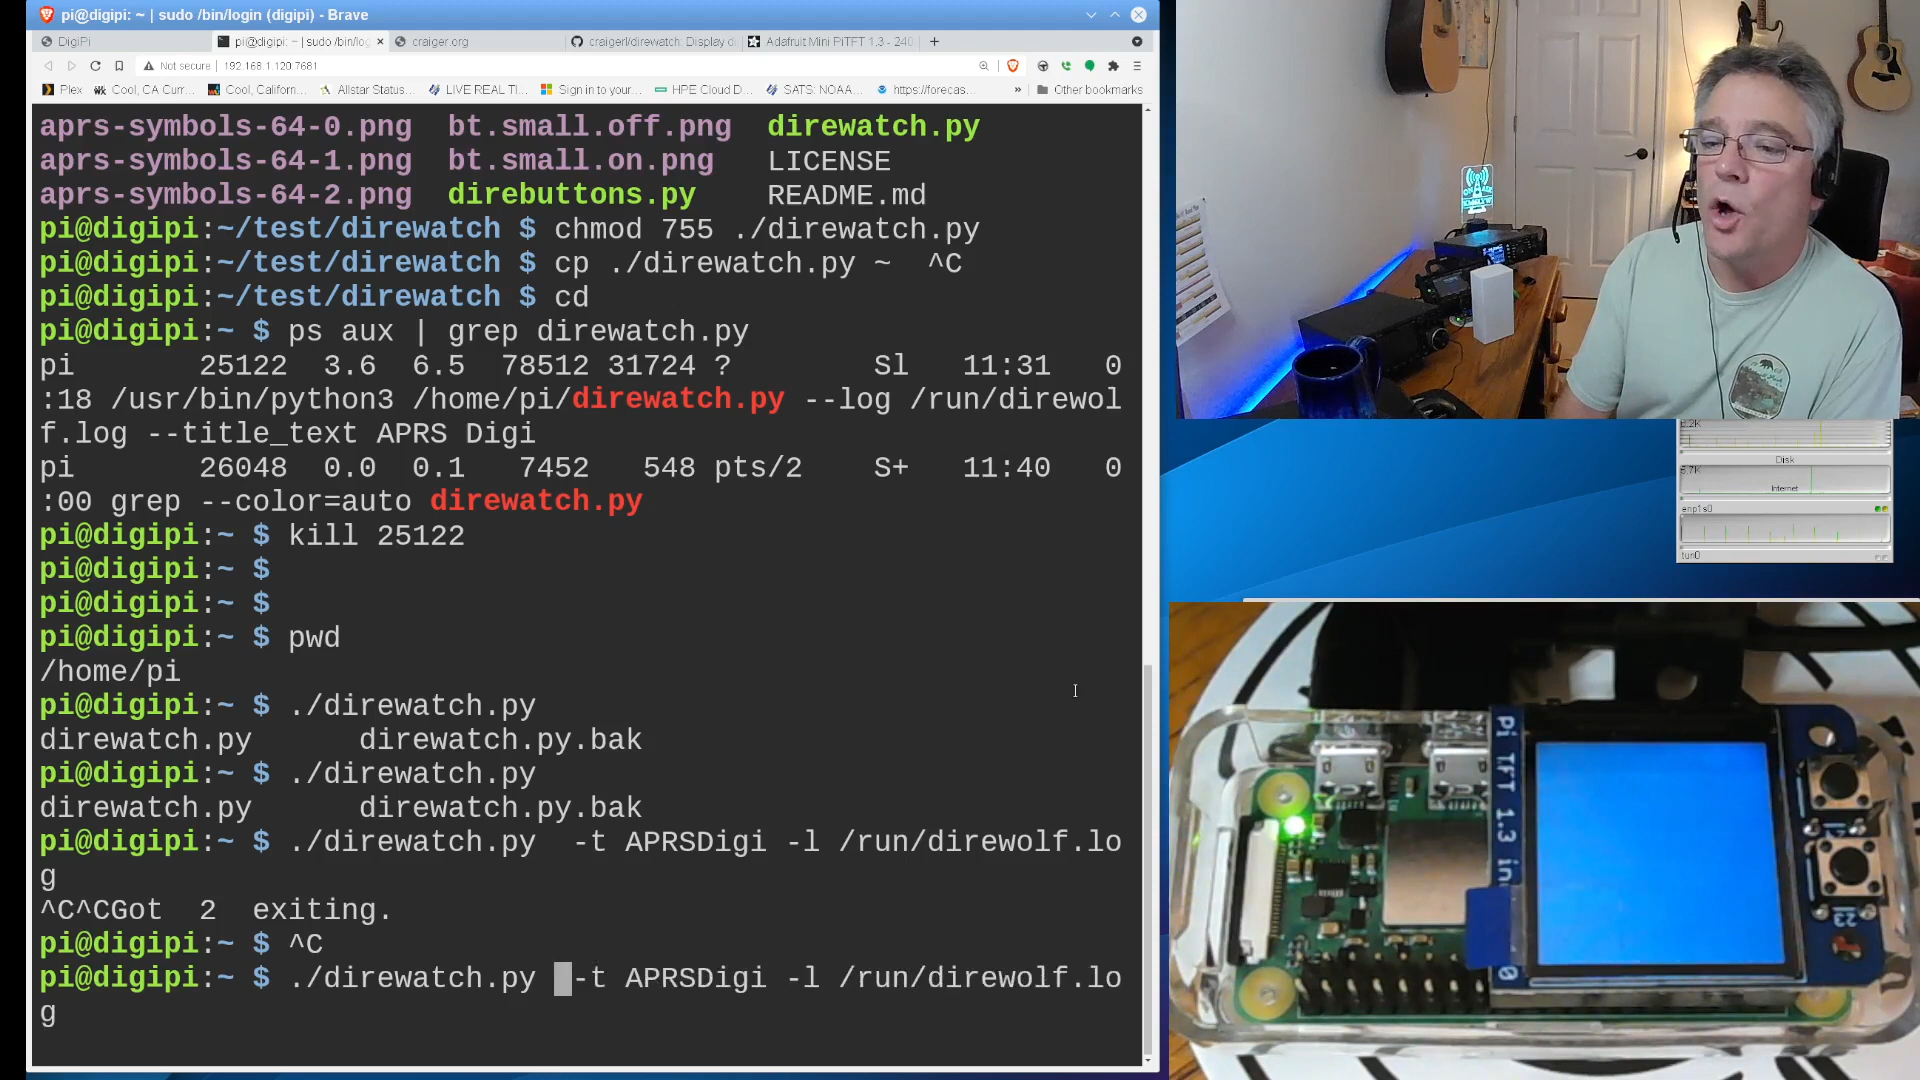 pi@digipi: ~ | sudo /bin/login (digipi) - Brave
DigiPi
pi@digipi: ~ | sudo /bin/log
craiger.org
craigerl/direwatch: Display di
Adafruit Mini PiTFT 1.3 - 240
Not secure
192.168.1.120:7681
Plex
Cool, CA Curr...
Cool, Californ...
Allstar Status...
LIVE REAL TI...
Sign in to your...
HPE Cloud D...
SATS: NOAA...
https://forecas...
»
Other bookmarks
aprs-symbols-64-0.png bt.small.off.png direwatch.py
aprs-symbols-64-1.png bt.small.on.png LICENSE
aprs-symbols-64-2.png direbuttons.py README.md
pi@digipi:~/test/direwatch $ chmod 755 ./direwatch.py
pi@digipi:~/test/direwatch $ cp ./direwatch.py ~ ^C
pi@digipi:~/test/direwatch $ cd
pi@digipi:~ $ ps aux | grep direwatch.py
pi 25122 3.6 6.5 78512 31724 ? Sl 11:31 0
:18 /usr/bin/python3 /home/pi/direwatch.py --log /run/direwol
f.log --title_text APRS Digi
pi 26048 0.0 0.1 7452 548 pts/2 S+ 11:40 0
:00 grep --color=auto direwatch.py
pi@digipi:~ $ kill 25122
pi@digipi:~ $
pi@digipi:~ $
pi@digipi:~ $ pwd
/home/pi
pi@digipi:~ $ ./direwatch.py
direwatch.py direwatch.py.bak
pi@digipi:~ $ ./direwatch.py
direwatch.py direwatch.py.bak
pi@digipi:~ $ ./direwatch.py -t APRSDigi -l /run/direwolf.lo
g
^C^CGot 2 exiting.
pi@digipi:~ $ ^C
pi@digipi:~ $ ./direwatch.py -t APRSDigi -l /run/direwolf.lo
g
Disk
Internet
enp1s0
tun0
Pi TFT 1.3 in
23